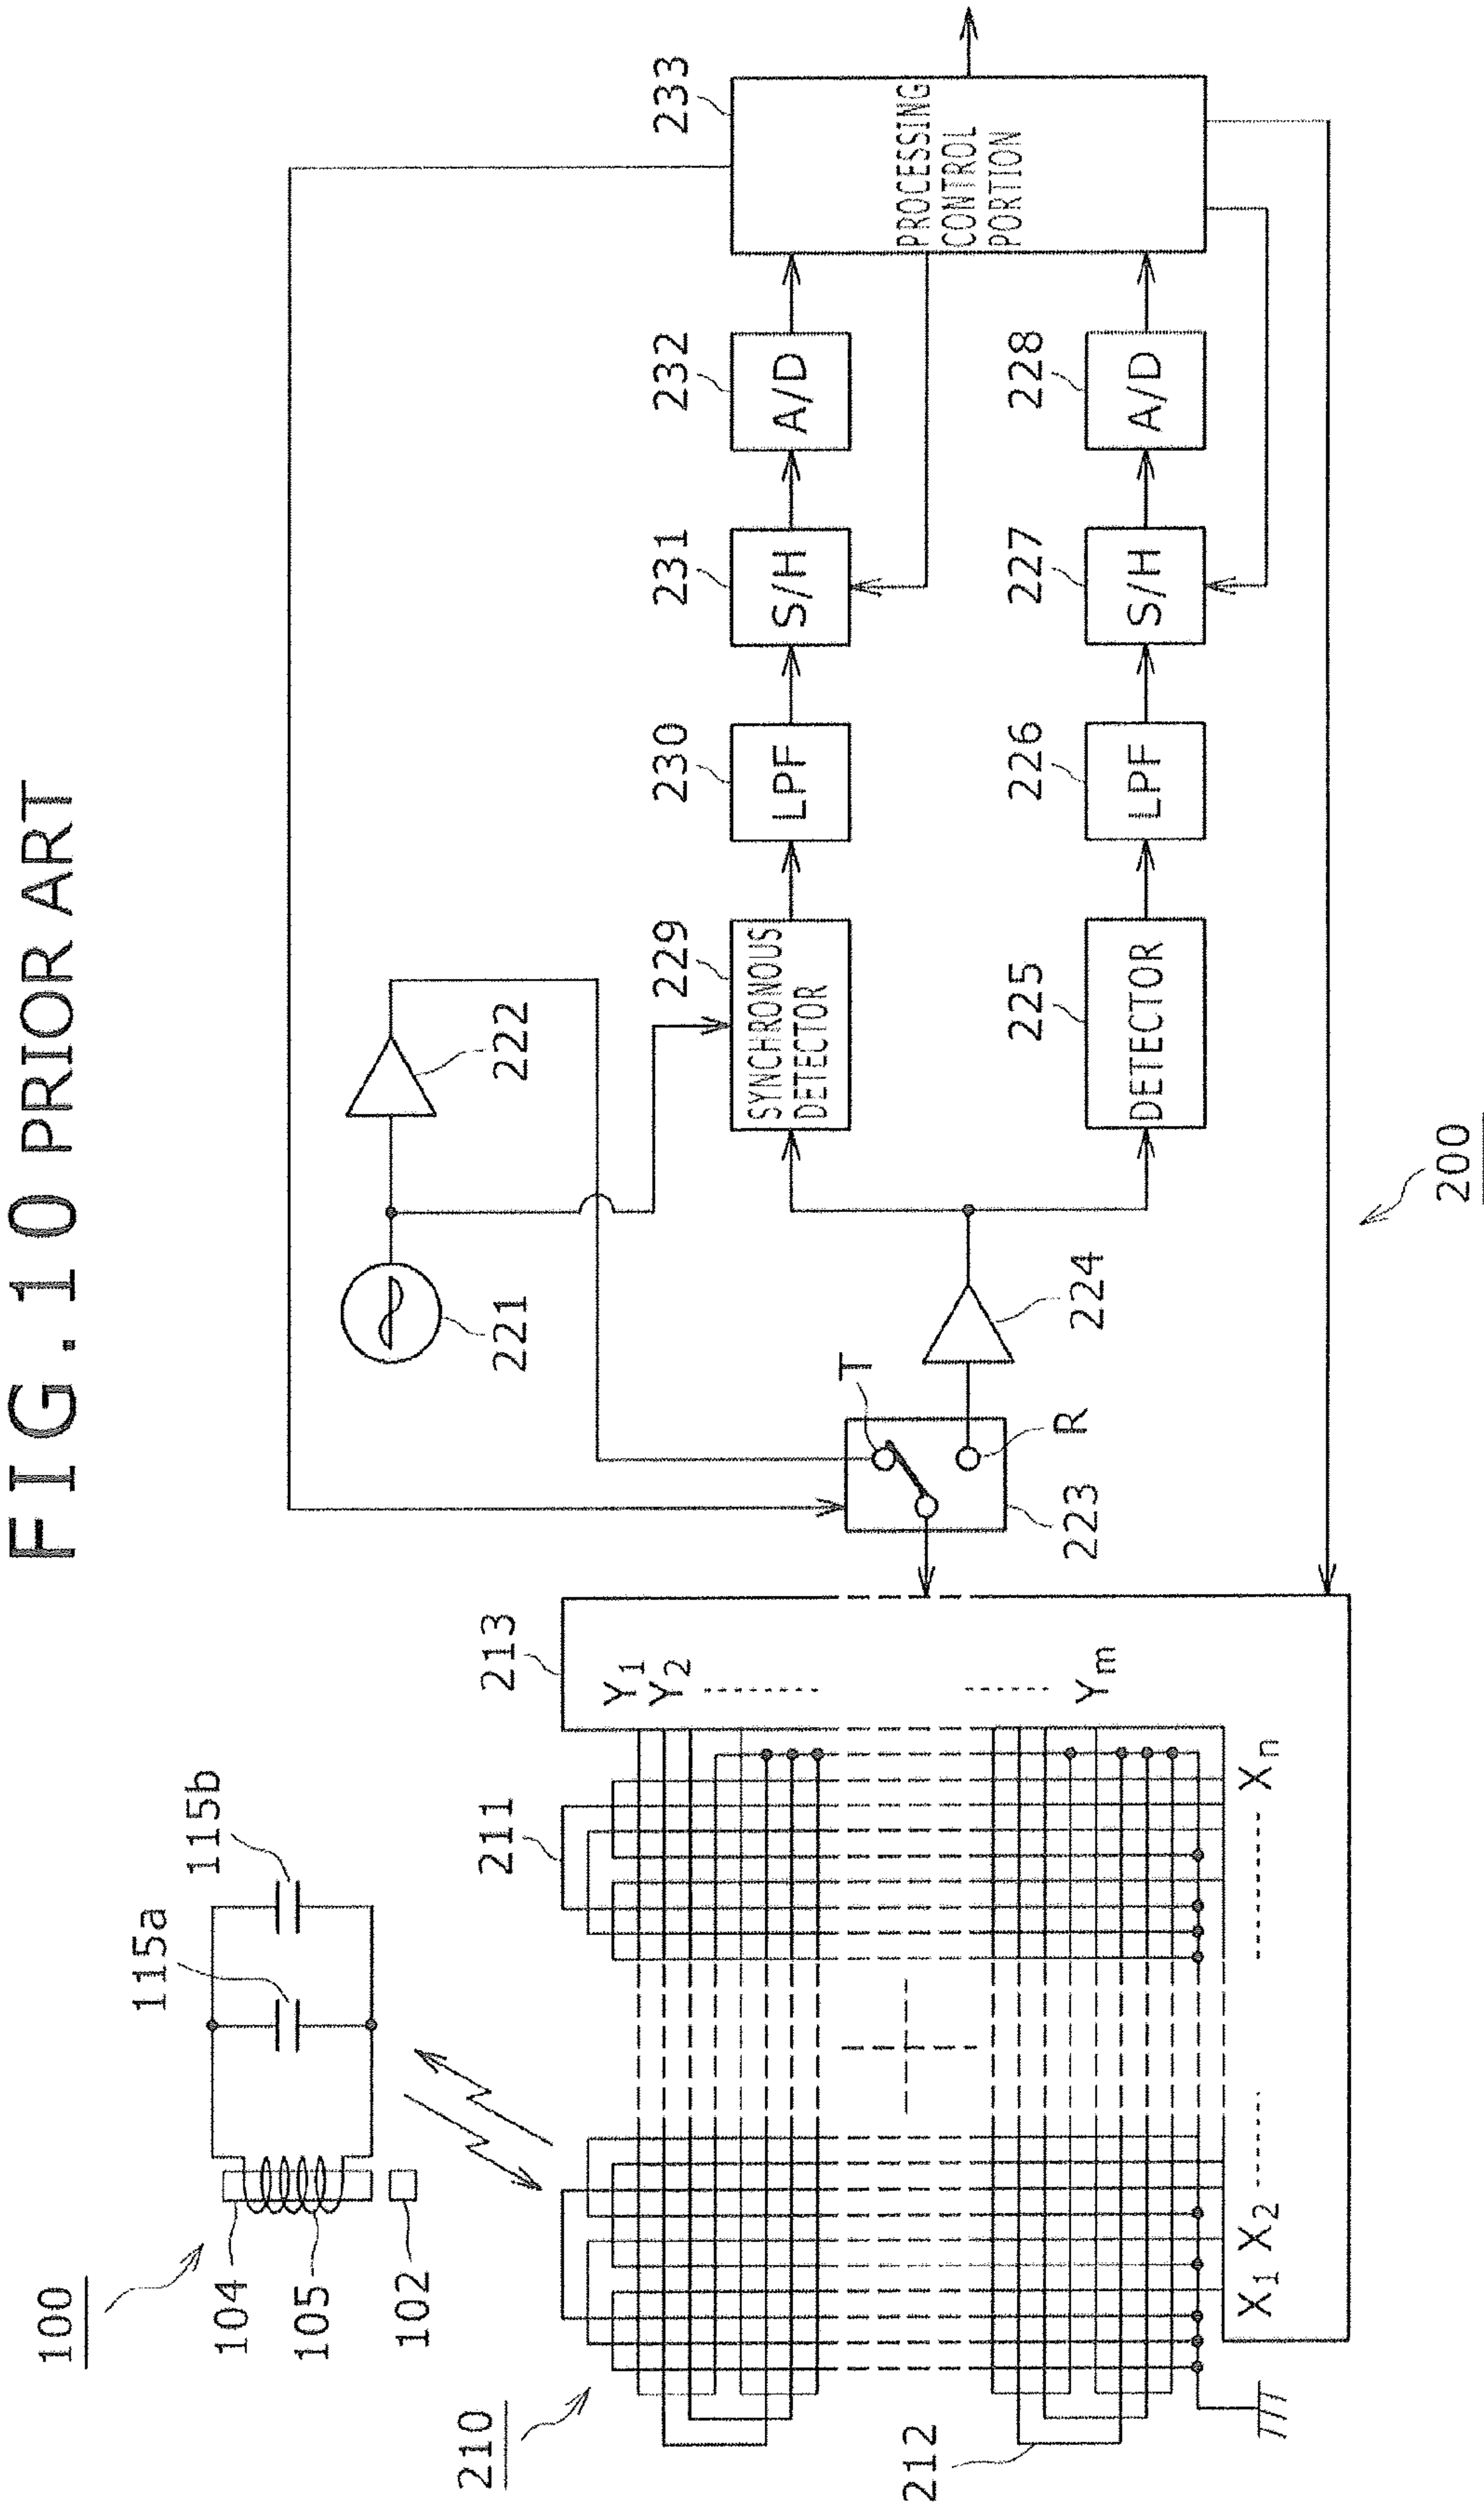 FIG. 10 PRIOR ART
100
104
105
102
115a
115b
221
222
233
PROCESSING
CONTROL
PORTION
229
SYNCHRONOUS
DETECTOR
230
LPF
231
S/H
232
A/D
225
DETECTOR
226
LPF
227
S/H
228
A/D
224
T
R
223
213
211
210
212
Y1
Y2
Ym
X1 X2
Xn
200